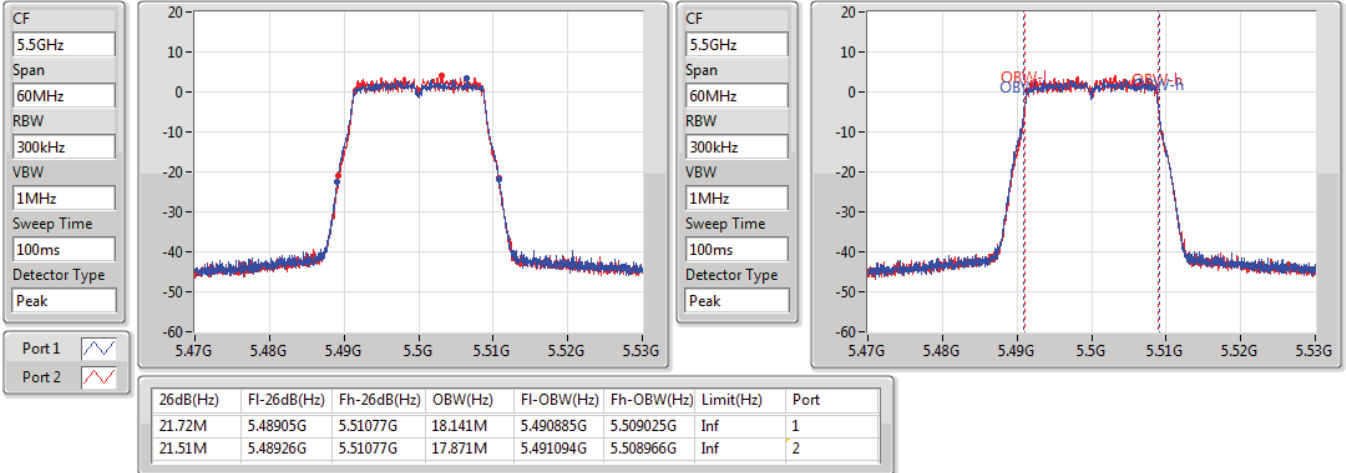 CF
5.5GHz
Span
60MHz
RBW
300kHz
VBW
1MHz
Sweep Time
100ms
Detector Type
Peak
Port 1
Port 2
20
10
0
-10
-20
-30
-40
-50
-60
5.47G 5.48G 5.49G 5.5G 5.51G 5.52G 5.53G
CF
5.5GHz
Span
60MHz
RBW
300kHz
VBW
1MHz
Sweep Time
100ms
Detector Type
Peak
20
10
0
-10
-20
-30
-40
-50
-60
OBW-l OBW-h
5.47G 5.48G 5.49G 5.5G 5.51G 5.52G 5.53G
26dB(Hz) Fl-26dB(Hz) Fh-26dB(Hz) OBW(Hz) Fl-OBW(Hz) Fh-OBW(Hz) Limit(Hz) Port
21.72M 5.48905G 5.51077G 18.141M 5.490885G 5.509025G Inf 1
21.51M 5.48926G 5.51077G 17.871M 5.491094G 5.508966G Inf 2